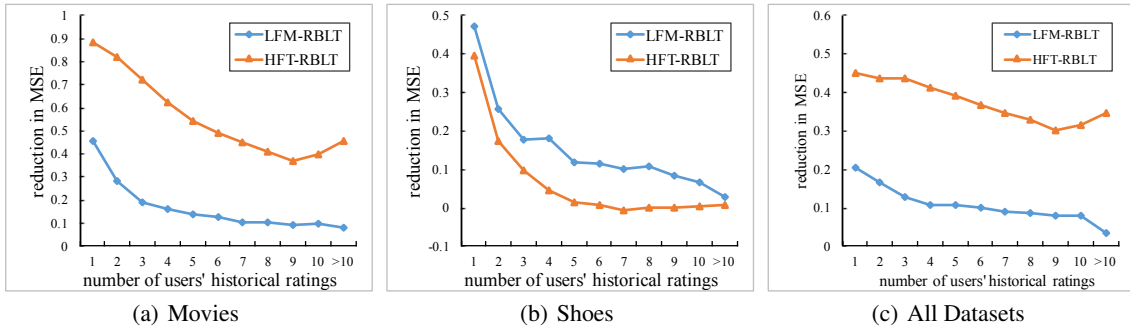 reduction in MSE
1
0.9
0.8
0.7
0.6
0.5
0.4
0.3
0.2
0.1
0
LFM-RBLT
HFT-RBLT
1 2 3 4 5 6 7 8 9 10 >10
number of users' historical ratings
(a) Movies
reduction in MSE
0.5
0.4
0.3
0.2
0.1
0
-0.1
LFM-RBLT
HFT-RBLT
1 2 3 4 5 6 7 8 9 10 >10
number of users' historical ratings
(b) Shoes
reduction in MSE
0.6
0.5
0.4
0.3
0.2
0.1
0
LFM-RBLT
HFT-RBLT
1 2 3 4 5 6 7 8 9 10 >10
number of users' historical ratings
(c) All Datasets